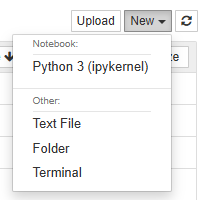 Upload New
Notebook:
Python 3 (ipykernel)
Other:
Text File
Folder
Terminal